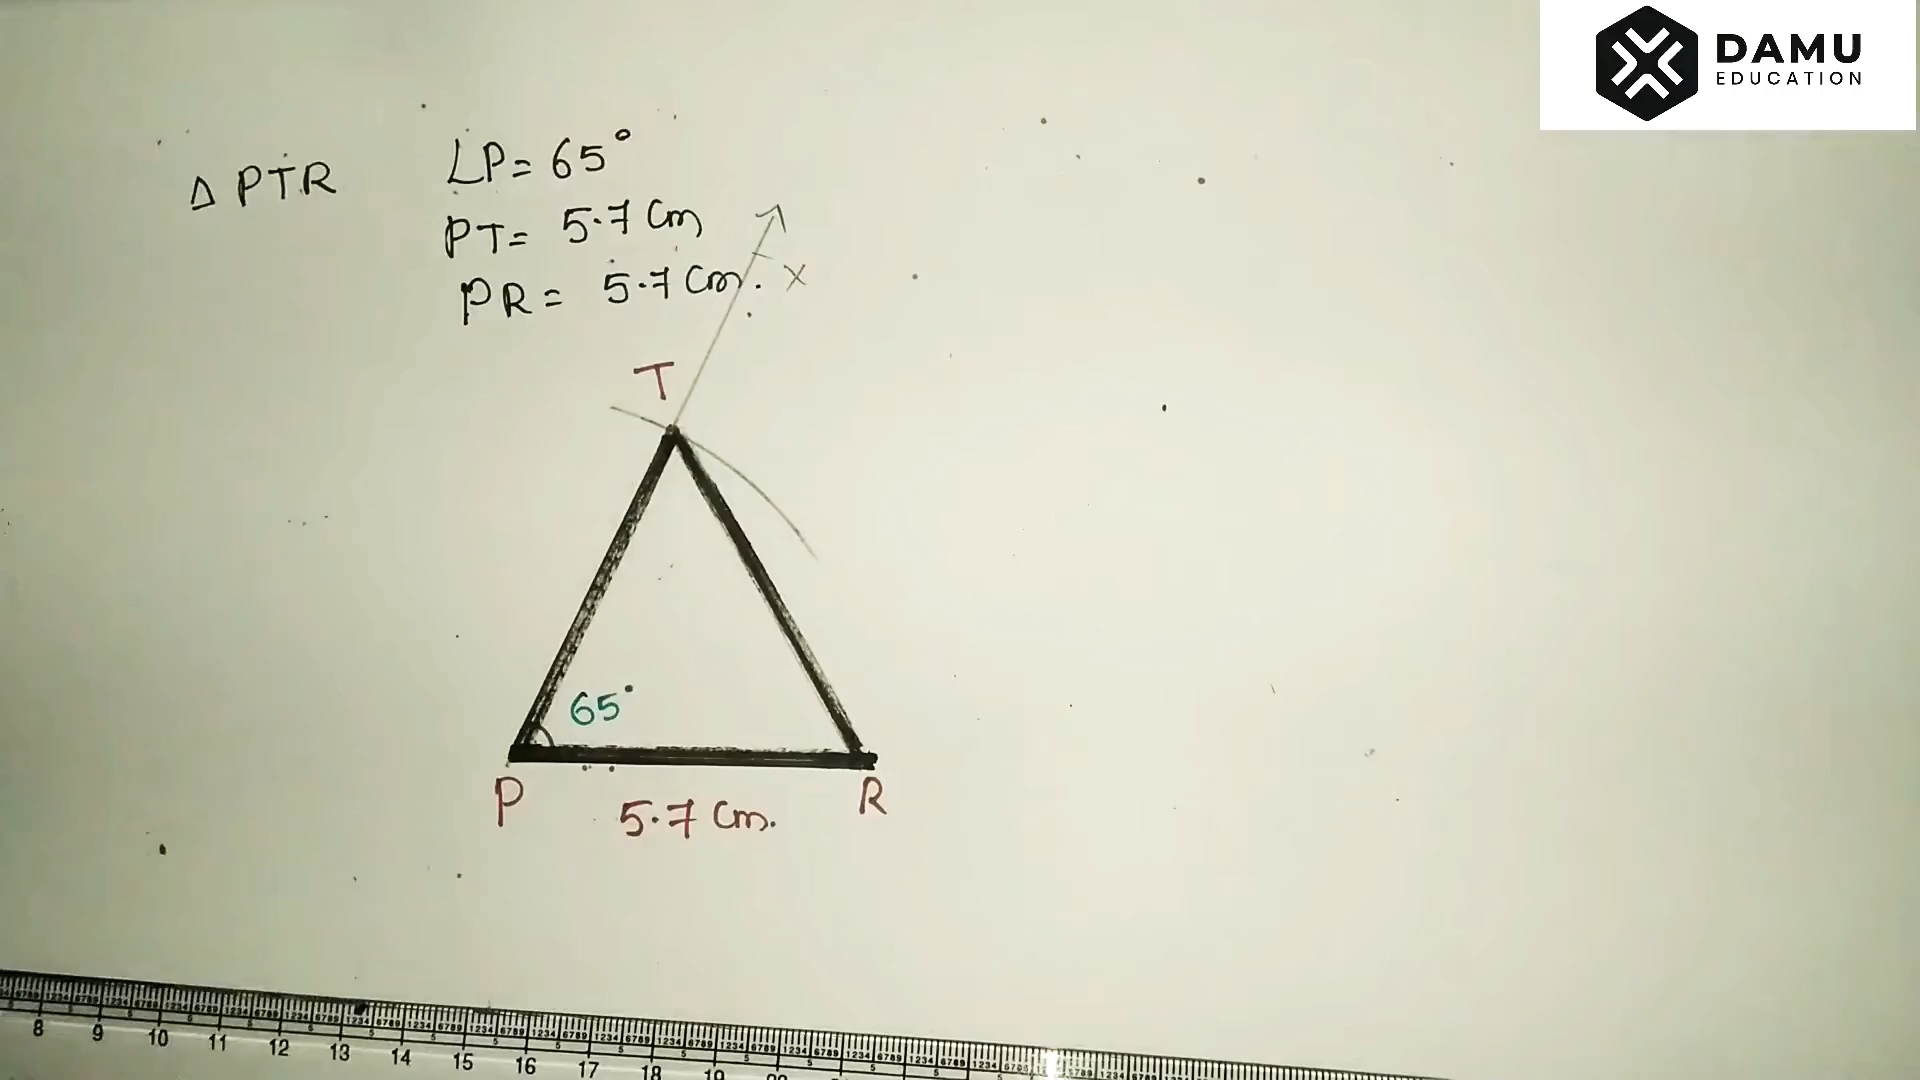 DAMU
EDUCATION
∆ PTR
∠P = 65°
PT = 5.7 Cm
PR = 5.7 Cm.
X
T
65°
P
R
5.7 Cm.
8 9 10 11 12 13 14 15 16 17 18 19